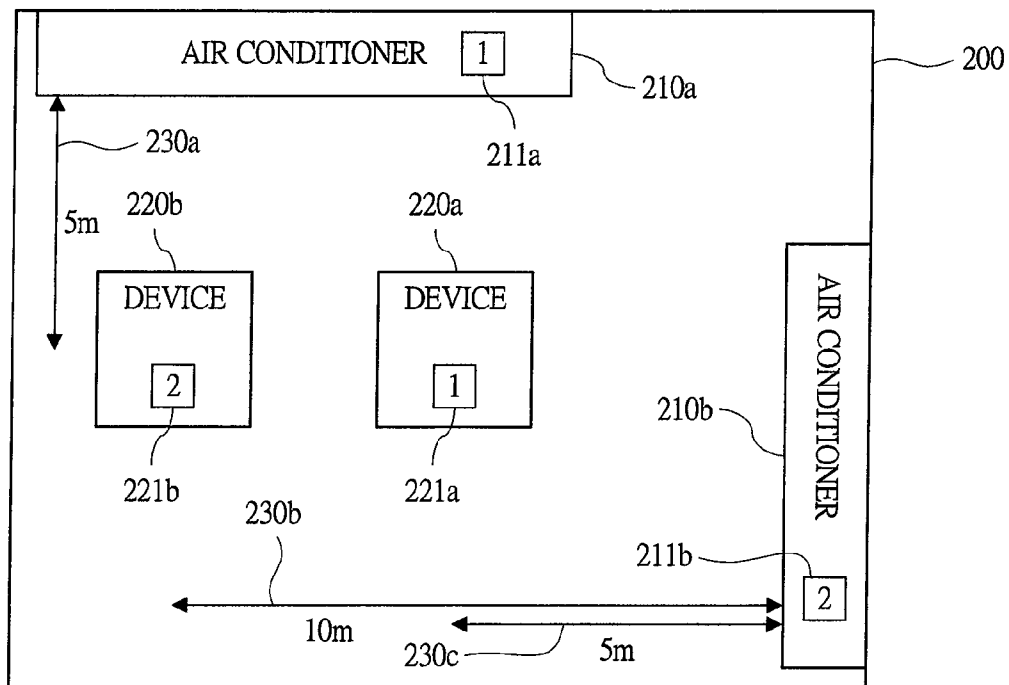 AIR CONDITIONER 1
200
210a
230a
211a
5m
220b
220a
DEVICE
DEVICE
2
1
AIR CONDITIONER
210b
221b
221a
230b
211b
2
10m
230c
5m